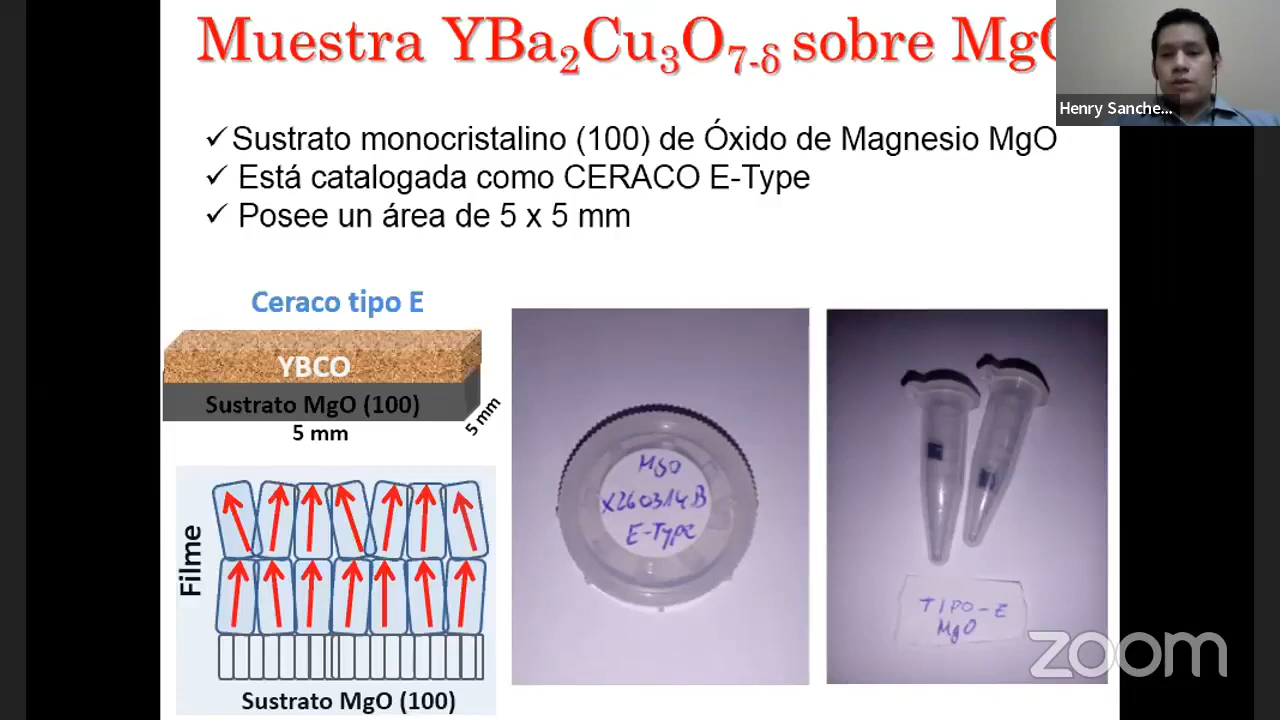 Muestra YBa₂Cu₃O₇₋δ sobre MgO
Henry Sanche...
✓ Sustrato monocristalino (100) de Óxido de Magnesio MgO
✓ Está catalogada como CERACO E-Type
✓ Posee un área de 5 x 5 mm
Ceraco tipo E
YBCO
Sustrato MgO (100)
5 mm
5 mm
Filme
Sustrato MgO (100)
MgO
X260314B
E-Type
TIPO-E
MgO
zoom